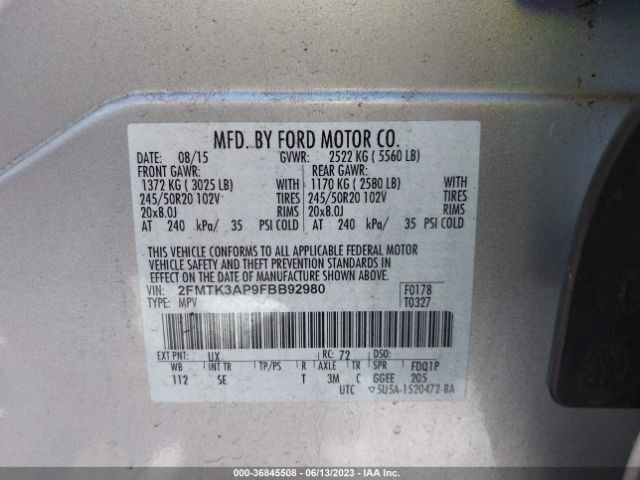 MFD. BY FORD MOTOR CO.
DATE: 08/15 GVWR: 2522 KG ( 5560 LB)
FRONT GAWR: REAR GAWR:
1372 KG ( 3025 LB) WITH 1170 KG ( 2580 LB) WITH
245/50R20 102V TIRES 245/50R20 102V TIRES
20x8.0J RIMS 20x8.0J RIMS
AT 240 kPa/ 35 PSI COLD AT 240 kPa/ 35 PSI COLD
THIS VEHICLE CONFORMS TO ALL APPLICABLE FEDERAL MOTOR
VEHICLE SAFETY AND THEFT PREVENTION STANDARDS IN
EFFECT ON THE DATE OF MANUFACTURE SHOWN ABOVE.
VIN: 2FMTK3AP9FBB92980 F0178
TYPE: MPV T0327
EXT PNT: UX RC: 72 DSO:
WB INT TR TP/PS R AXLE TR SPR FDQ1P
112 SE T 3M C GGEE 205
UTC ▽5U5A-1520472-BA
000-36845508 - 06/13/2023 - IAA Inc.